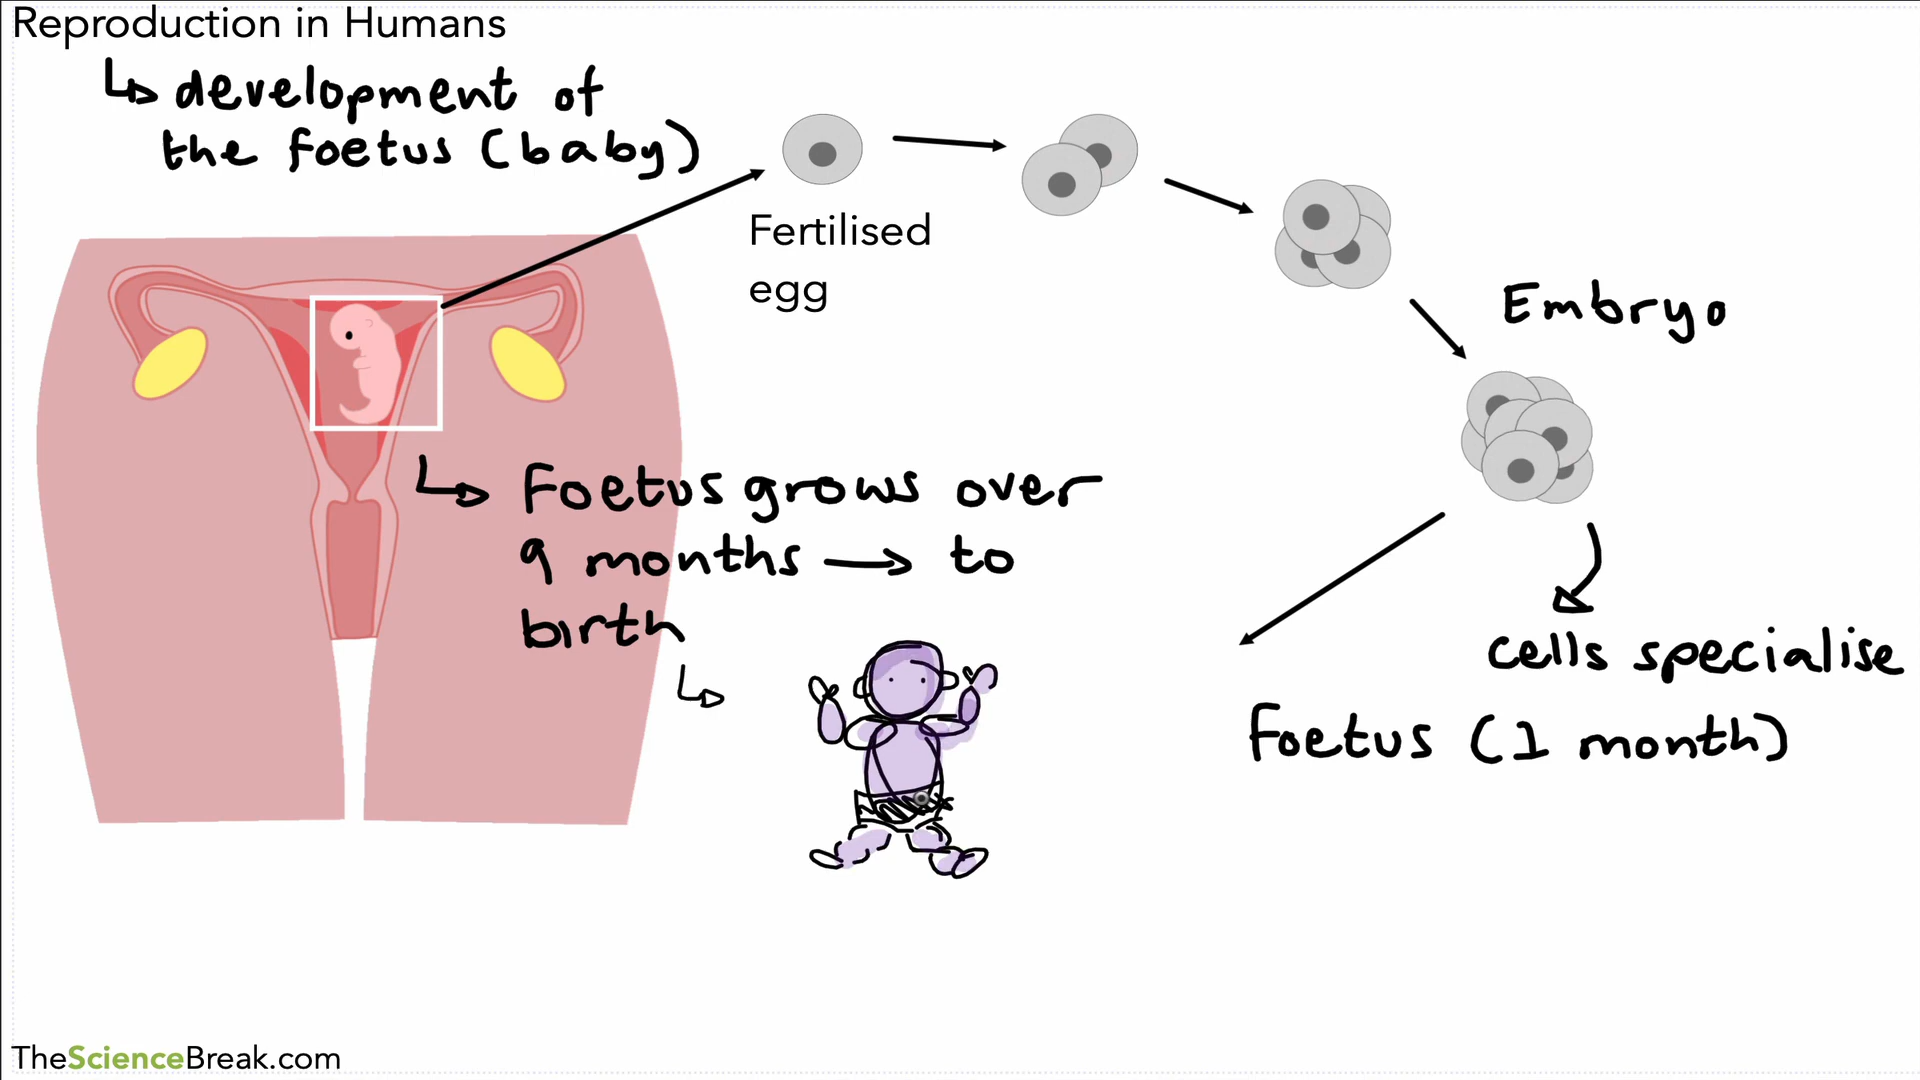 Reproduction in Humans
development of
the foetus (baby)
Fertilised
egg
Embryo
Foetus grows over
9 months → to
birth
cells specialise
Foetus (1 month)
TheScienceBreak.com